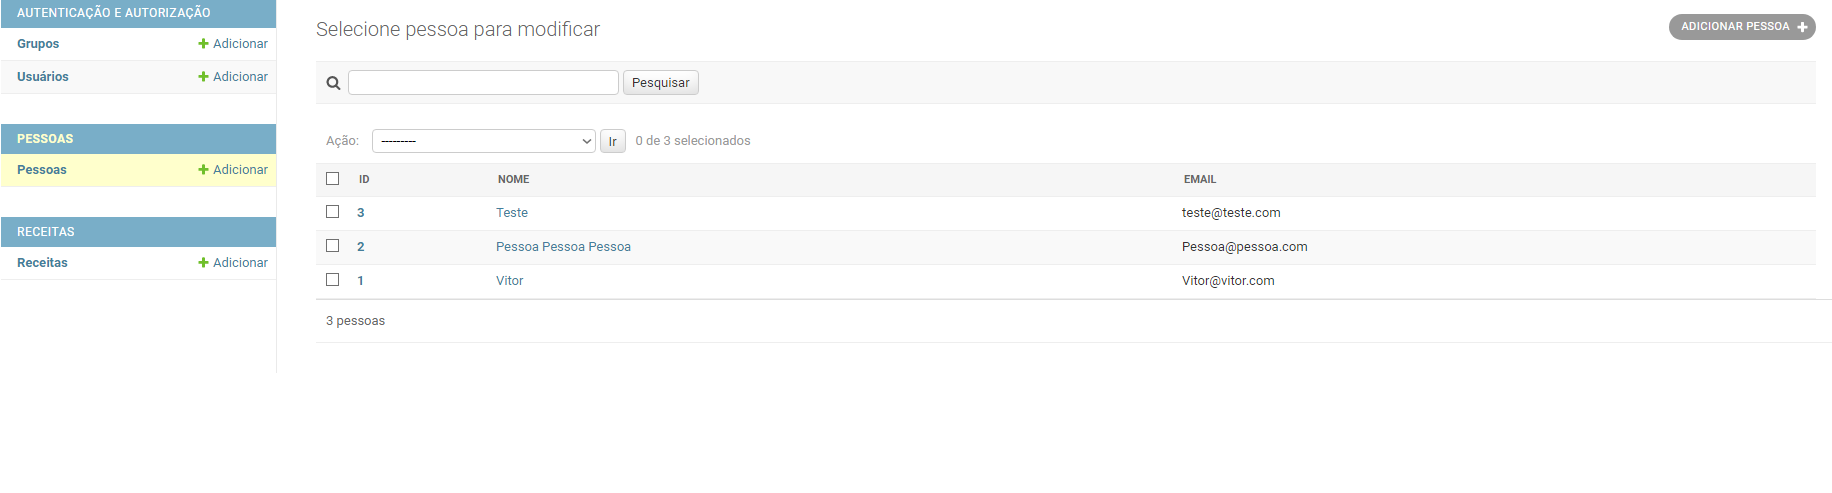 AUTENTICAÇÃO E AUTORIZAÇÃO
Grupos Adicionar
Usuários Adicionar
PESSOAS
Pessoas Adicionar
RECEITAS
Receitas Adicionar
Selecione pessoa para modificar
ADICIONAR PESSOA
Pesquisar
Ação: --------- Ir 0 de 3 selecionados
ID NOME EMAIL
3 Teste teste@teste.com
2 Pessoa Pessoa Pessoa Pessoa@pessoa.com
1 Vitor Vitor@vitor.com
3 pessoas